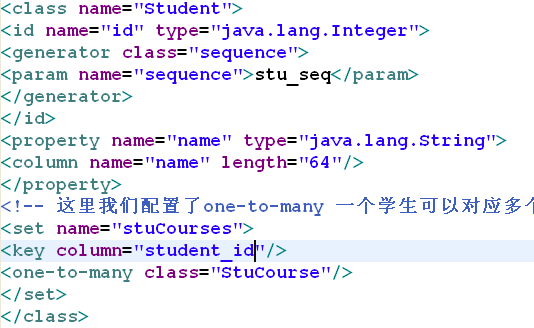 <class name="Student">
<id name="id" type="java.lang.Integer">
<generator class="sequence">
<param name="sequence">stu_seq</param>
</generator>
</id>
<property name="name" type="java.lang.String">
<column name="name" length="64"/>
</property>
<!-- 这里我们配置了one-to-many 一个学生可以对应多个
<set name="stuCourses">
<key column="student_id"/>
<one-to-many class="StuCourse"/>
</set>
</class>